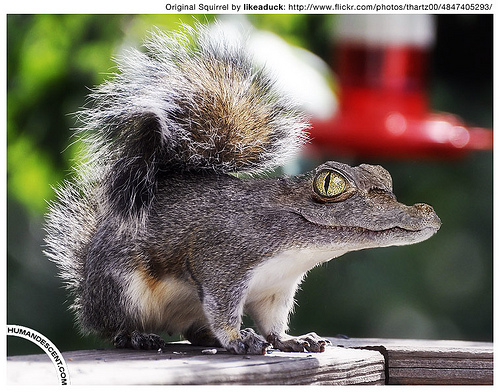 Original Squirrel by likeaduck: http://www.flickr.com/photos/thartz00/4847405293/
HUMANDESCENT.COM